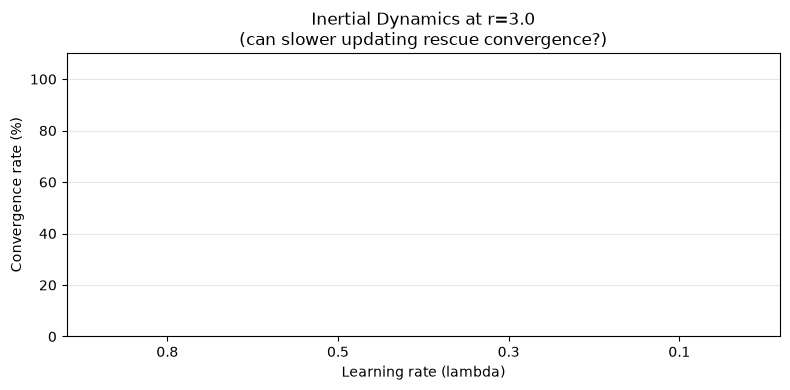 Inertial Dynamics at r=3.0
(can slower updating rescue convergence?)
Convergence rate (%)
100
80
60
40
20
0
0.8 0.5 0.3 0.1
Learning rate (lambda)